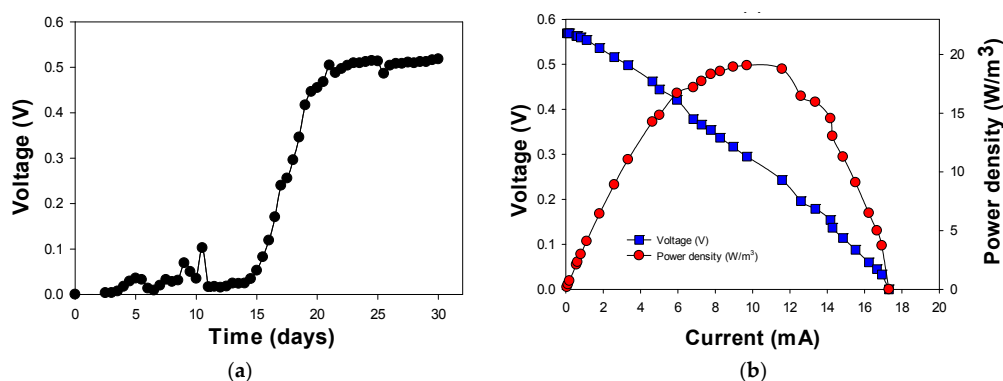 0.6
0.5
0.4
0.3
0.2
0.1
0.0
Voltage (V)
0 5 10 15 20 25 30
Time (days)
(a)
0.6
0.5
0.4
0.3
0.2
0.1
0.0
Voltage (V)
Voltage (V)
Power density (W/m³)
20
15
10
5
0
Power density (W/m³)
0 2 4 6 8 10 12 14 16 18 20
Current (mA)
(b)